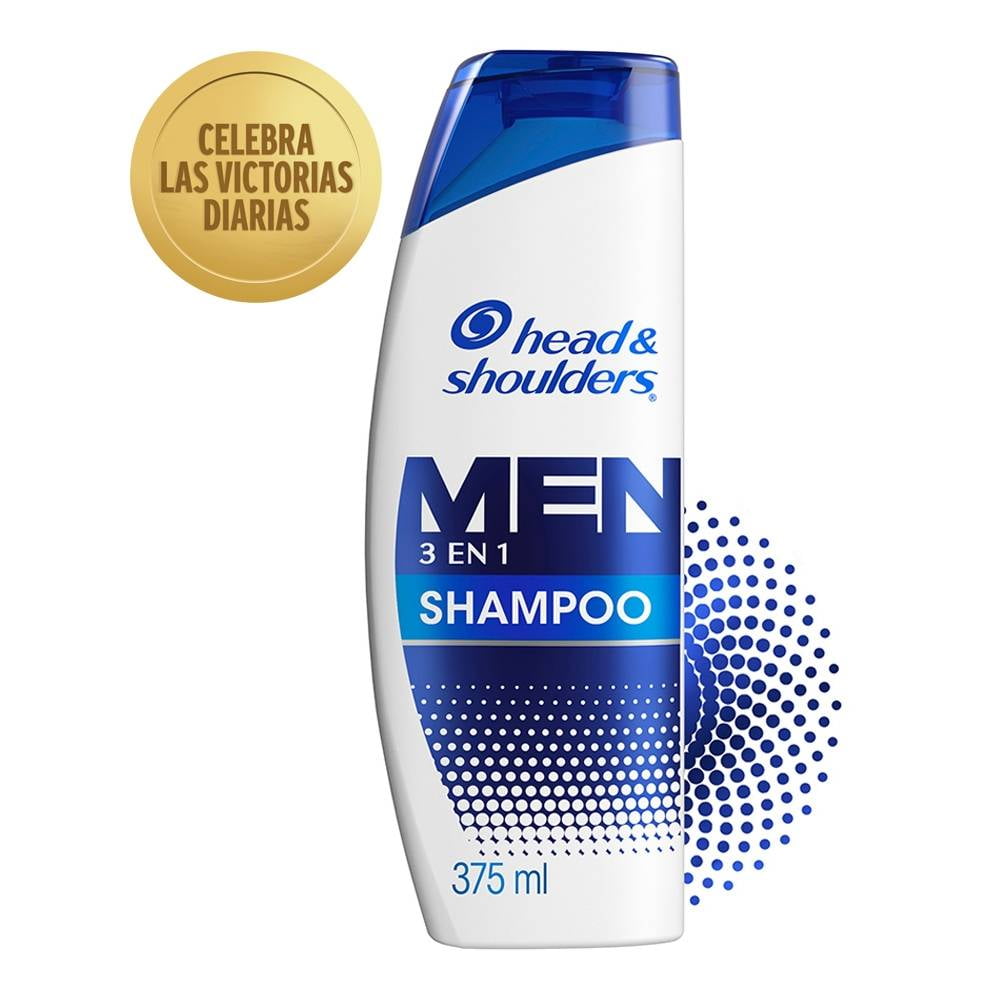 CELEBRA
LAS VICTORIAS
DIARIAS
head &
shoulders®
MEN
3 EN 1
SHAMPOO
375 ml